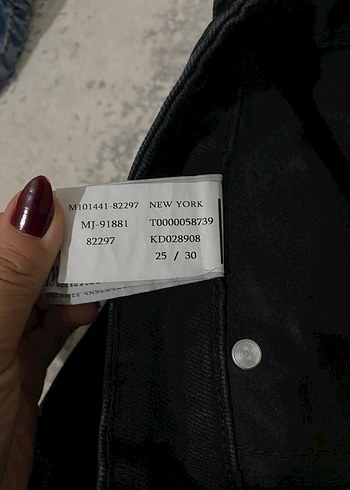 M101441-82297 NEW YORK
MJ-91881 T0000058739
82297 KD028908
25 / 30